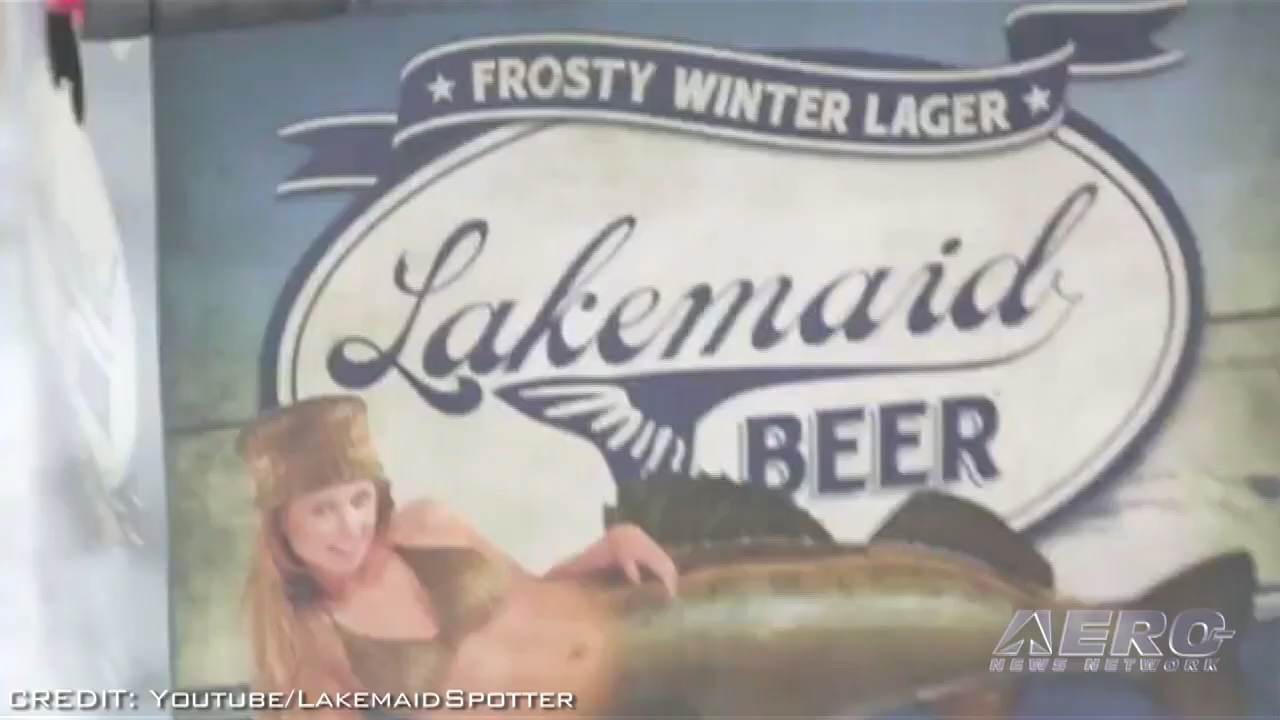 ★ FROSTY WINTER LAGER ★
Lakemaid
BEER
AERO
NEWS NETWORK
CREDIT: YOUTUBE/LAKEMAIDSPOTTER